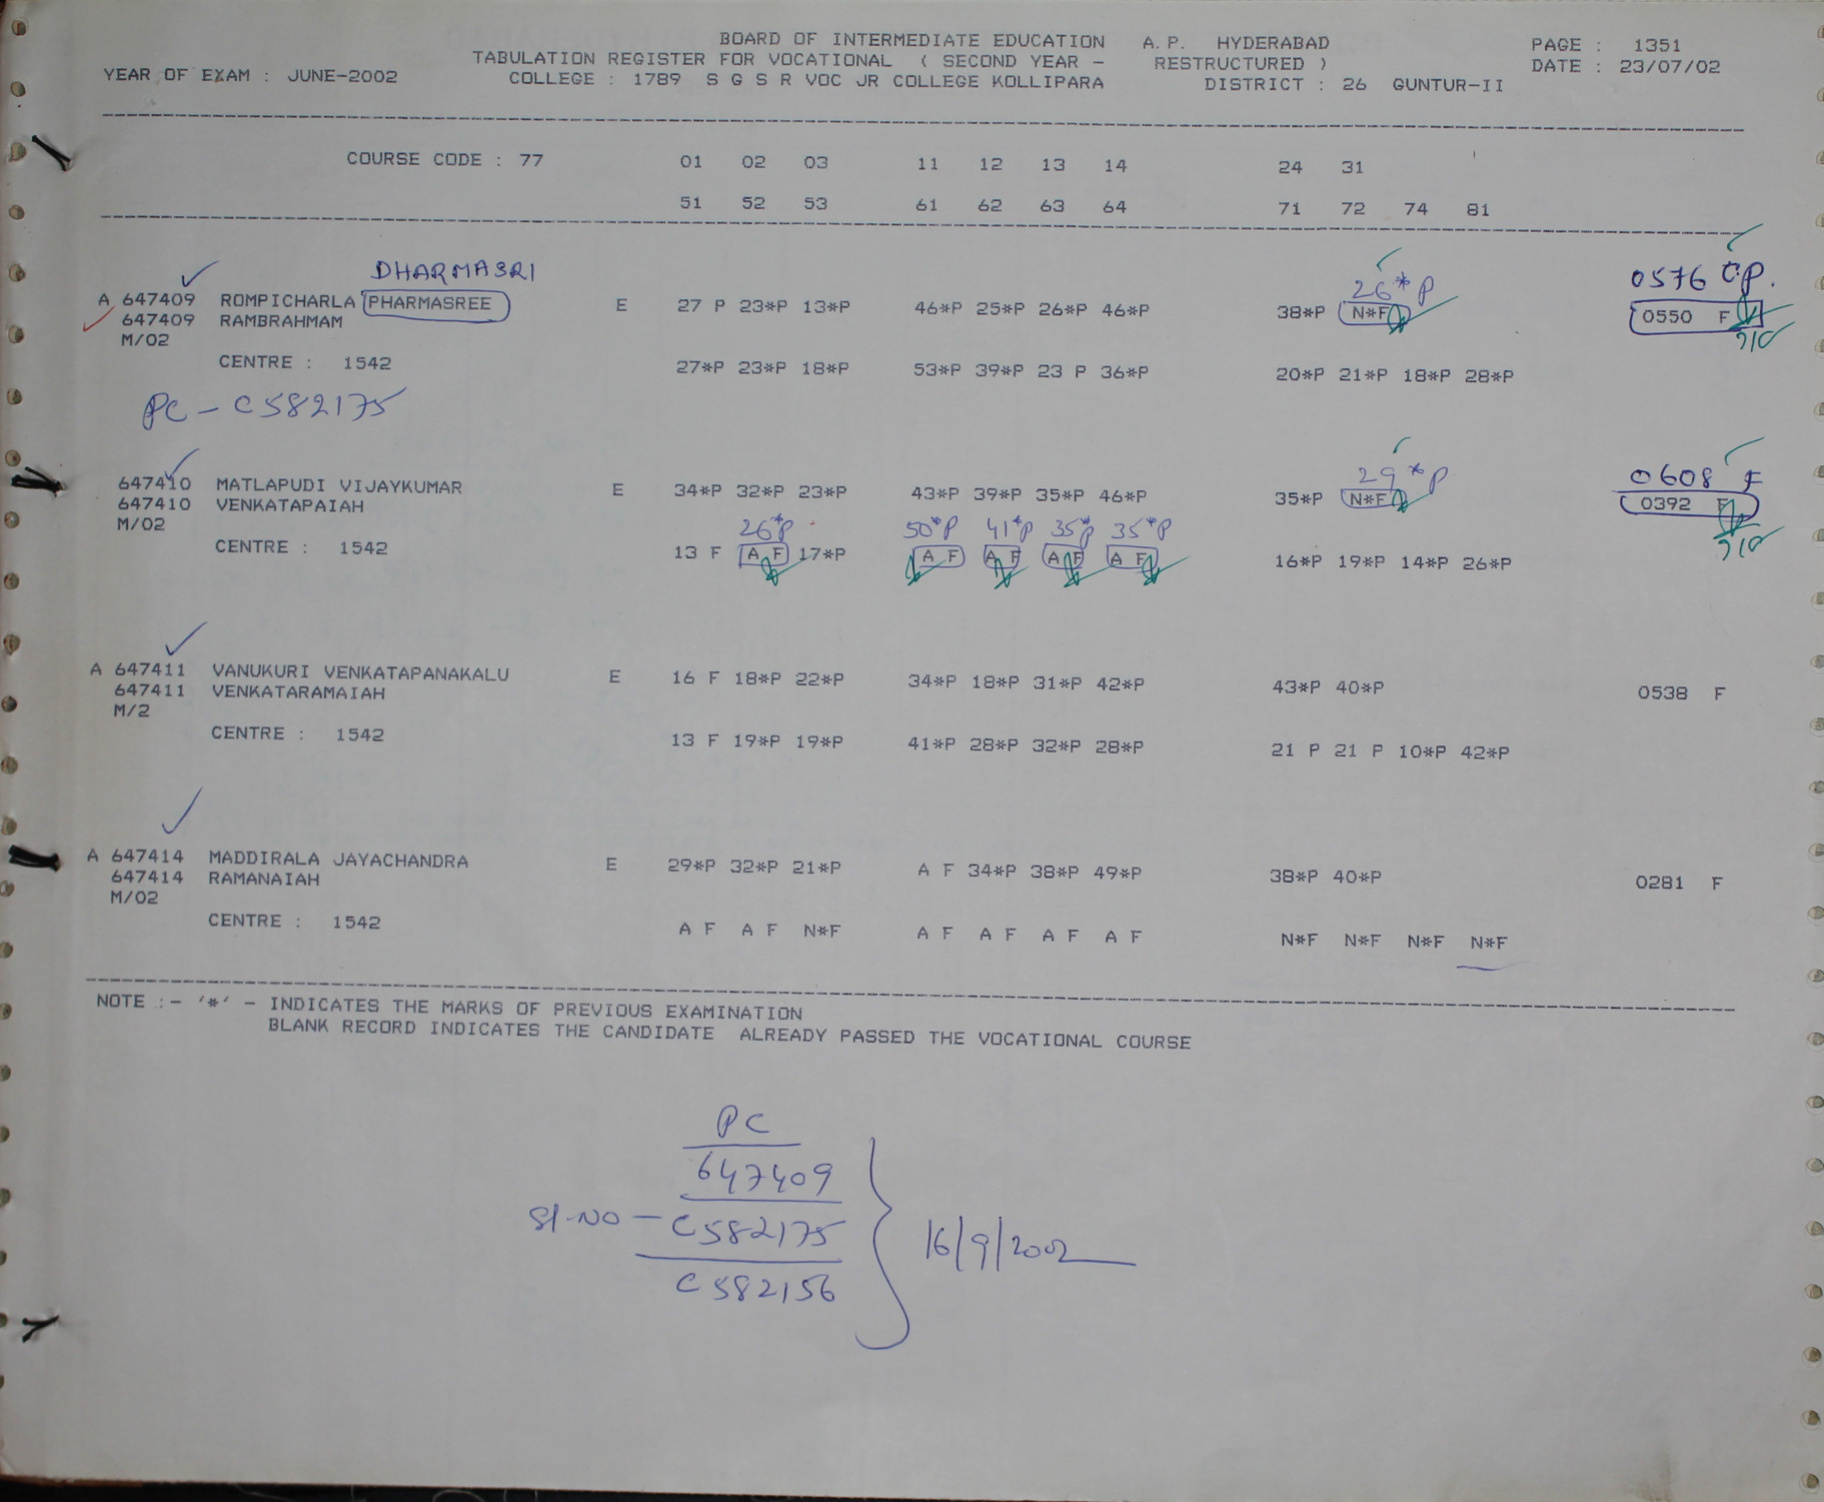 BOARD OF INTERMEDIATE EDUCATION A.P. HYDERABAD PAGE : 1351
TABULATION REGISTER FOR VOCATIONAL ( SECOND YEAR - RESTRUCTURED ) DATE : 23/07/02
YEAR OF EXAM : JUNE-2002 COLLEGE : 1789 S G S R VOC JR COLLEGE KOLLIPARA DISTRICT : 26 GUNTUR-II
COURSE CODE : 77 01 02 03 11 12 13 14 24 31
51 52 53 61 62 63 64 71 72 74 81
DHARMASRI 26*P 0576 CP.
A 647409 ROMPICHARLA PHARMASREE E 27 P 23*P 13*P 46*P 25*P 26*P 46*P 38*P N*F 0550 F
647409 RAMBRAHMAM
M/02
CENTRE : 1542 27*P 23*P 18*P 53*P 39*P 23 P 36*P 20*P 21*P 18*P 28*P
PC - C582175
29*P 0608 F
647410 MATLAPUDI VIJAYKUMAR E 34*P 32*P 23*P 43*P 39*P 35*P 46*P 35*P N*F 0392 F
647410 VENKATAPAIAH
M/02 26*P 50*P 41*P 35*P 35*P
CENTRE : 1542 13 F A F 17*P A F A F A F A F 16*P 19*P 14*P 26*P
A 647411 VANUKURI VENKATAPANAKALU E 16 F 18*P 22*P 34*P 18*P 31*P 42*P 43*P 40*P 0538 F
647411 VENKATARAMAIAH
M/2
CENTRE : 1542 13 F 19*P 19*P 41*P 28*P 32*P 28*P 21 P 21 P 10*P 42*P
A 647414 MADDIRALA JAYACHANDRA E 29*P 32*P 21*P A F 34*P 38*P 49*P 38*P 40*P 0281 F
647414 RAMANAIAH
M/02
CENTRE : 1542 A F A F N*F A F A F A F A F N*F N*F N*F N*F
NOTE :- '*' - INDICATES THE MARKS OF PREVIOUS EXAMINATION
BLANK RECORD INDICATES THE CANDIDATE ALREADY PASSED THE VOCATIONAL COURSE
PC
647409
Sl.NO - C582175
C582156
16/9/2002